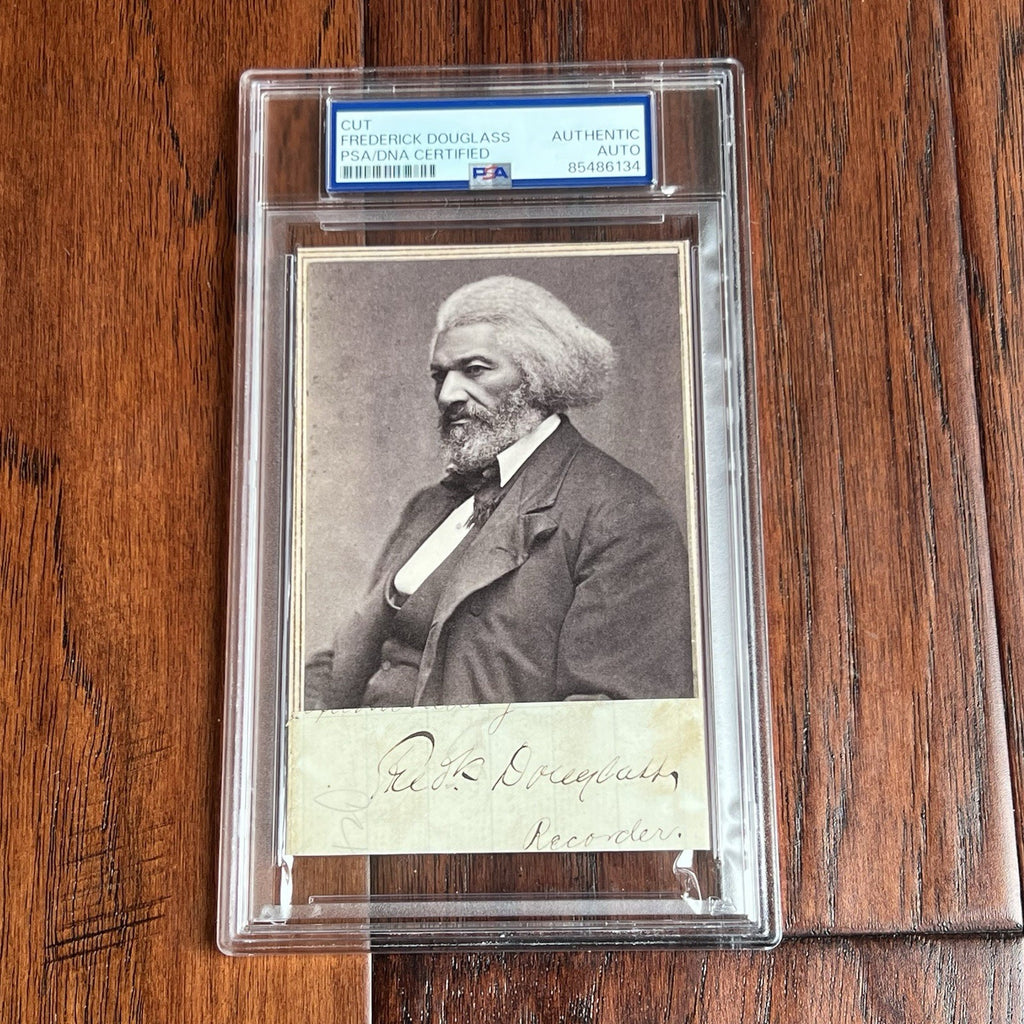 CUT
FREDERICK DOUGLASS
PSA/DNA CERTIFIED
AUTHENTIC
AUTO
85486134
PSA
Fredk Douglass,
Recorder.